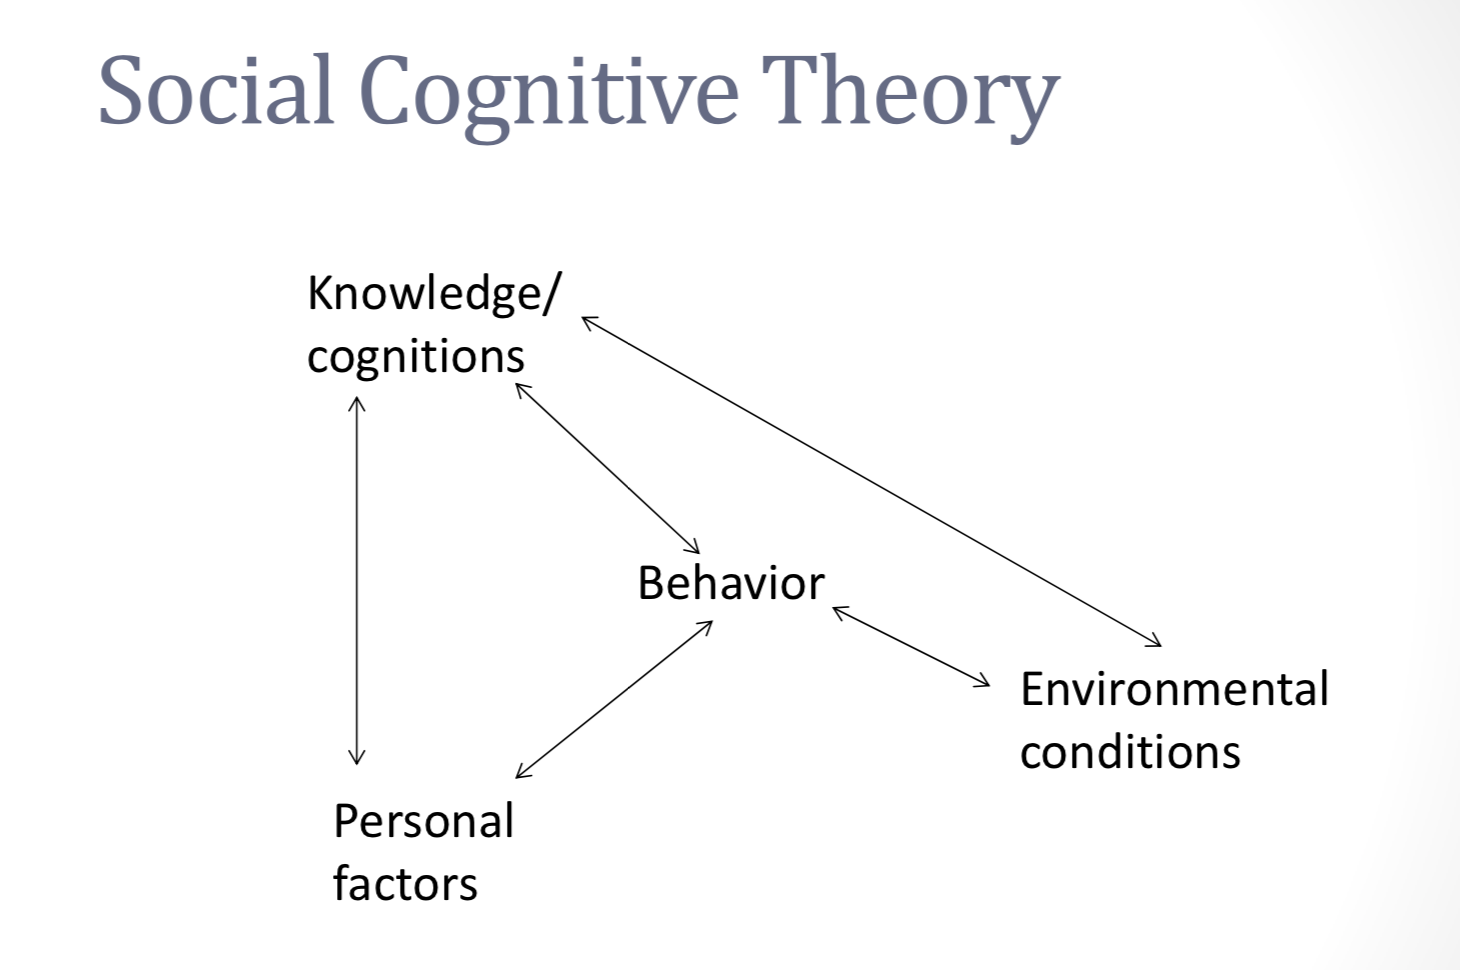 Social Cognitive Theory
Knowledge/
cognitions
Behavior
Environmental
conditions
Personal
factors